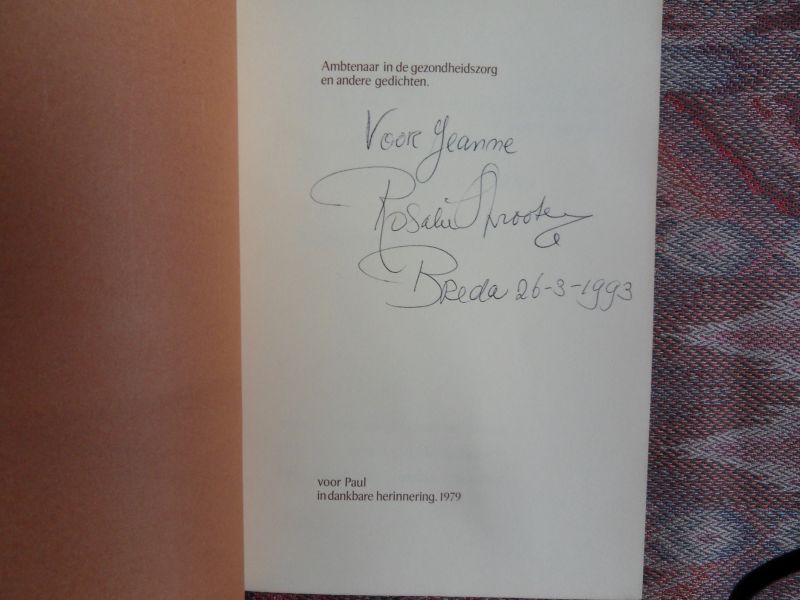 Ambtenaar in de gezondheidszorg
en andere gedichten.
Voor Jeanne
Rosalie Sprooten
Breda 26-3-1993
voor Paul
in dankbare herinnering. 1979